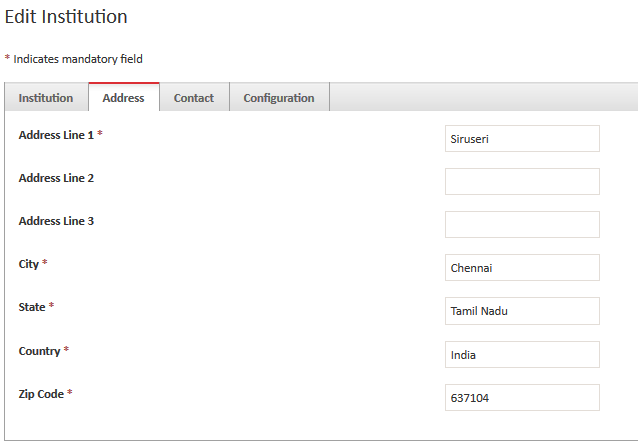 Edit Institution
* Indicates mandatory field
Institution Address Contact Configuration
Address Line 1 * Siruseri
Address Line 2
Address Line 3
City * Chennai
State * Tamil Nadu
Country * India
Zip Code * 637104